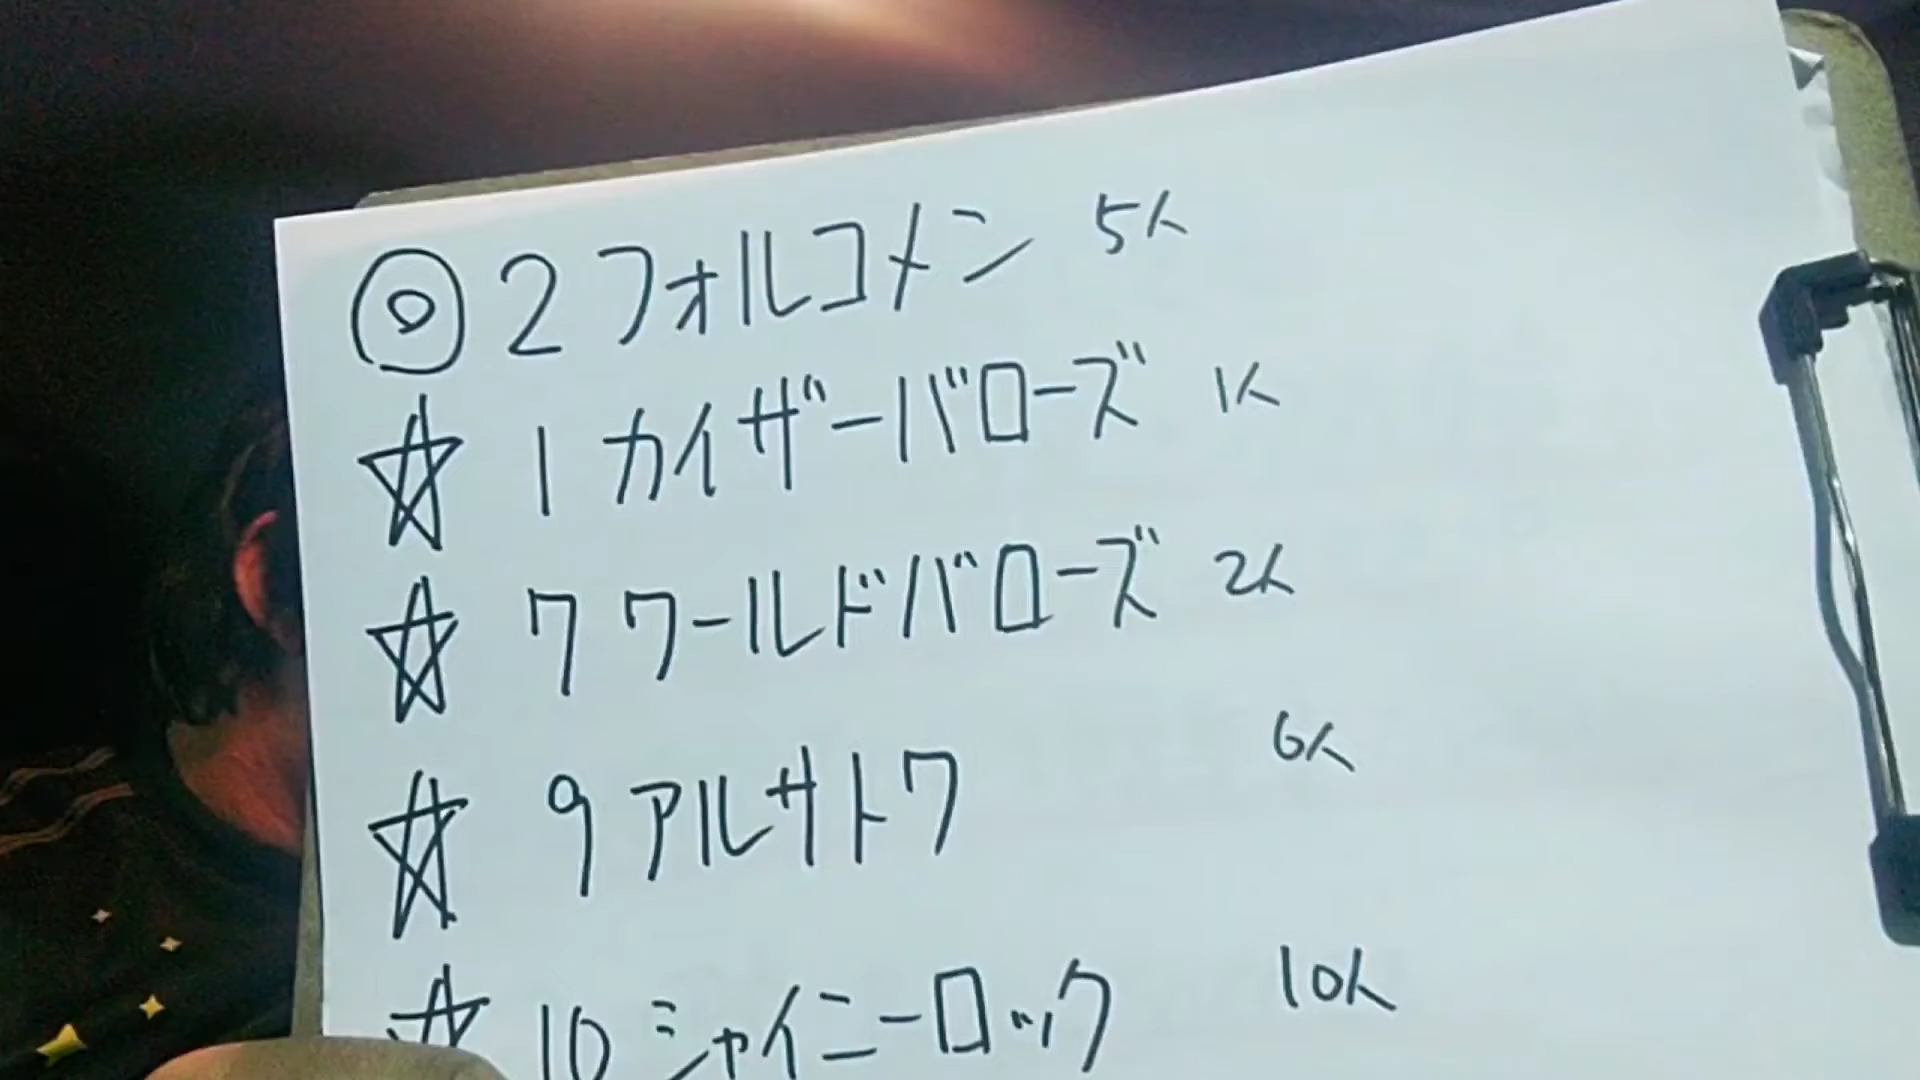 ◎ 2 フォルコメン 5人
☆ 1 カイザーバローズ 1人
☆ 7 ワールドバローズ 2人
☆ 9 アルサトワ 6人
☆ 10 シャイニーロック 10人